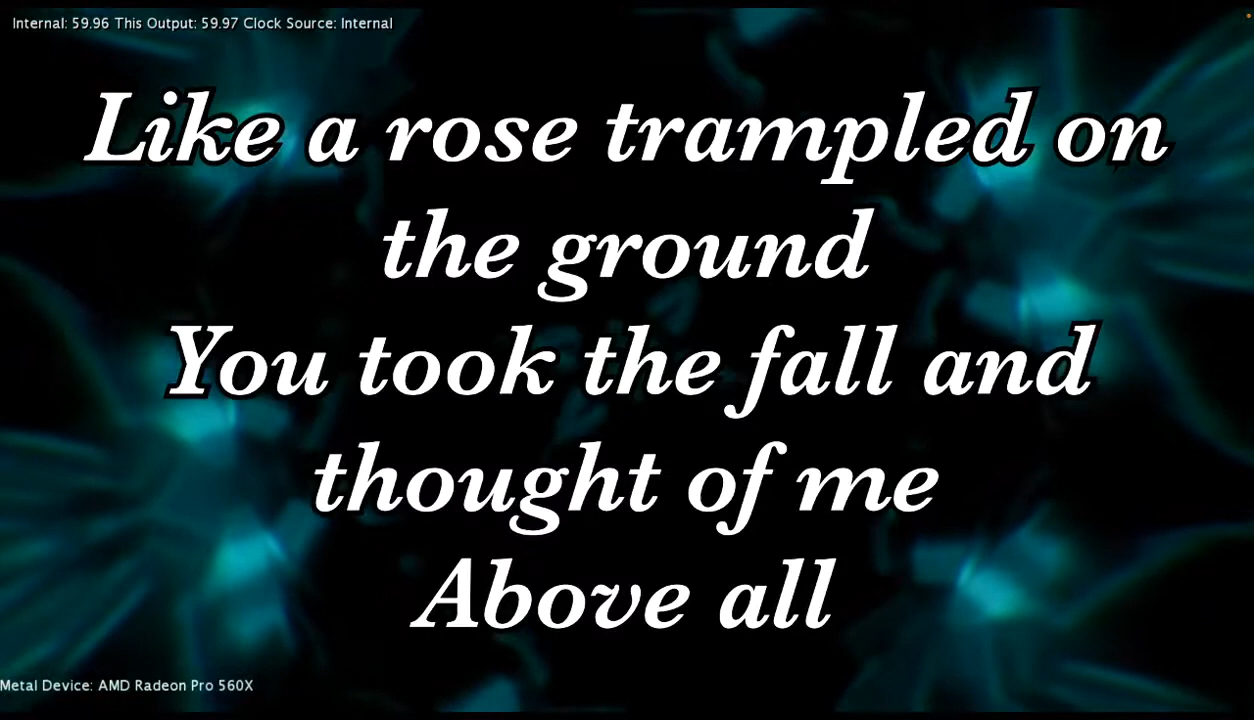 Internal: 59.96 This Output: 59.97 Clock Source: Internal
Like a rose trampled on
the ground
You took the fall and
thought of me
Above all
Metal Device: AMD Radeon Pro 560X